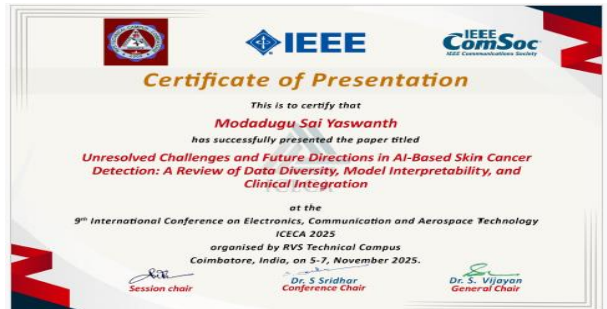 IEEE
IEEE
ComSoc
IEEE Communications Society
Certificate of Presentation
This is to certify that
Modadugu Sai Yaswanth
has successfully presented the paper titled
Unresolved Challenges and Future Directions in AI-Based Skin Cancer
Detection: A Review of Data Diversity, Model Interpretability, and
Clinical Integration
at the
9th International Conference on Electronics, Communication and Aerospace Technology
ICECA 2025
organised by RVS Technical Campus
Coimbatore, India, on 5-7, November 2025.
Session chair
Dr. S Sridhar
Conference Chair
Dr. S. Vijayan
General Chair